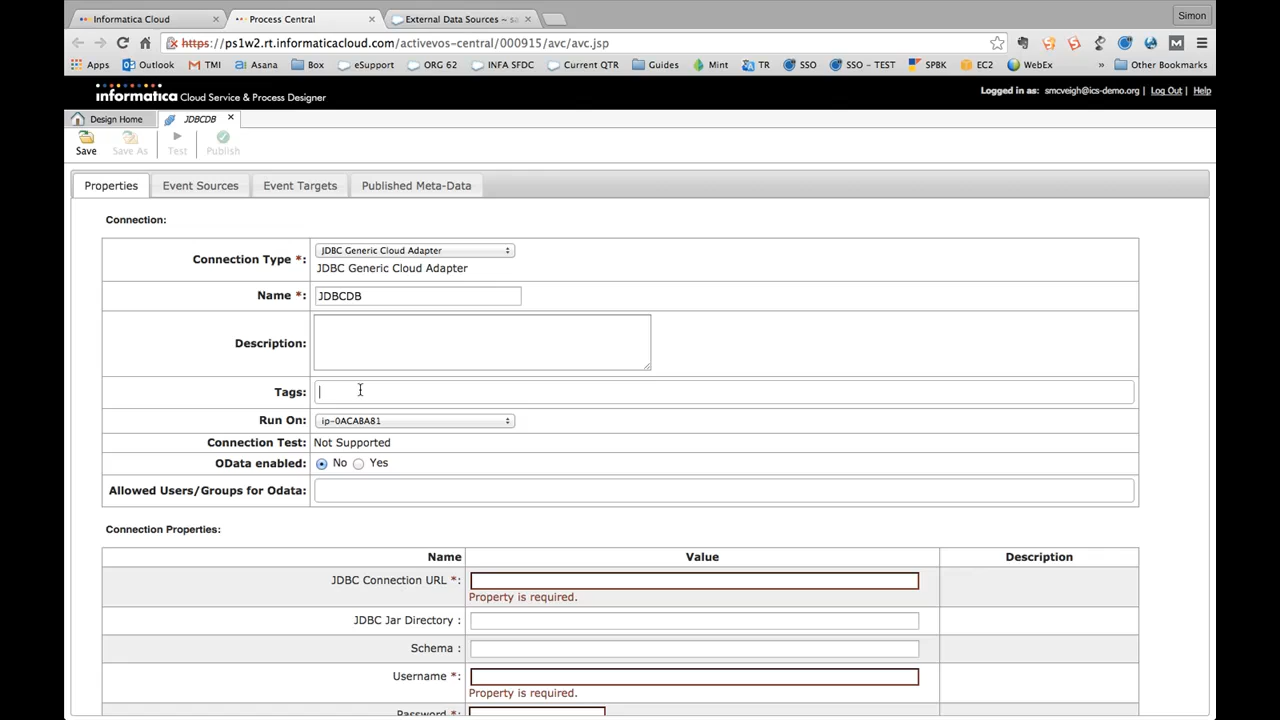 Informatica Cloud
Process Central
External Data Sources ~ sa
Simon
https://ps1w2.rt.informaticacloud.com/activevos-central/000915/avc/avc.jsp
Apps Outlook TMI Asana Box eSupport ORG 62 INFA SFDC Current QTR Guides Mint TR SSO SSO - TEST SPBK EC2 WebEx » Other Bookmarks
informatica Cloud Service & Process Designer
Logged in as: smcveigh@ics-demo.org | Log Out | Help
Design Home JDBCDB
Save Save As Test Publish
Properties Event Sources Event Targets Published Meta-Data
Connection:
Connection Type *: JDBC Generic Cloud Adapter
JDBC Generic Cloud Adapter
Name *: JDBCDB
Description:
Tags:
Run On: ip-0ACABA81
Connection Test: Not Supported
OData enabled: No Yes
Allowed Users/Groups for Odata:
Connection Properties:
Name Value Description
JDBC Connection URL *:
Property is required.
JDBC Jar Directory :
Schema :
Username *:
Property is required.
Password *: